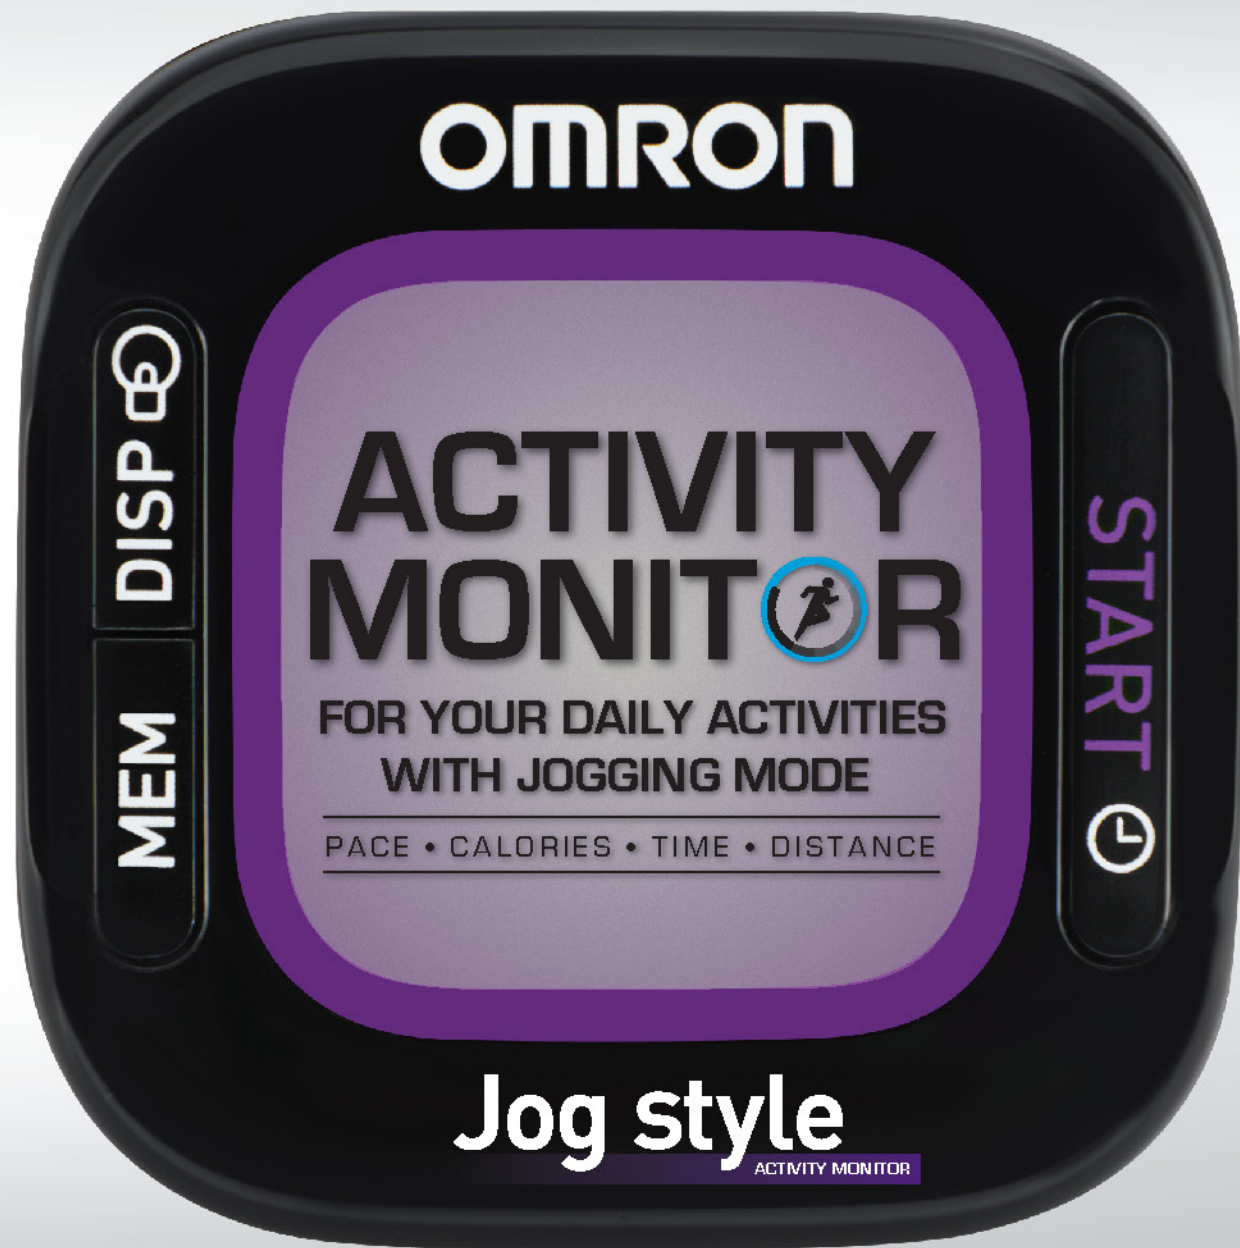 OMRON
DISP
MEM
ACTIVITY
MONITOR
FOR YOUR DAILY ACTIVITIES
WITH JOGGING MODE
PACE • CALORIES • TIME • DISTANCE
START
Jog style
ACTIVITY MONITOR